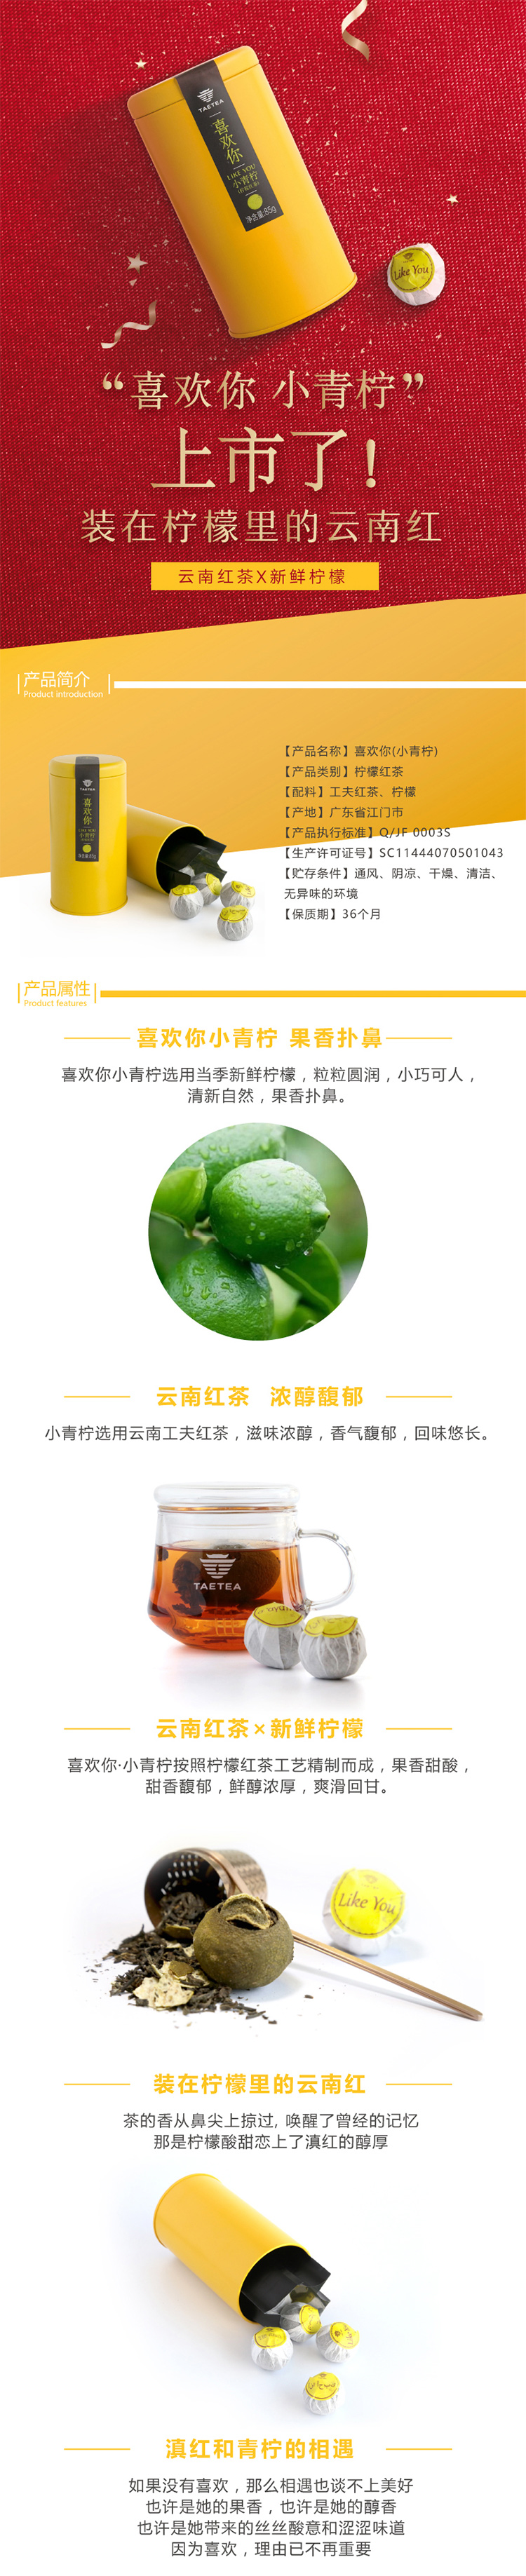 TAETEA
喜欢你
LIKE YOU
小青柠
净含量:85g
Like You
“喜欢你 小青柠”
上市了!
装在柠檬里的云南红
云南红茶X新鲜柠檬
产品简介
Product introduction
TAETEA
喜欢你
LIKE YOU
小青柠
净含量:85g
【产品名称】喜欢你(小青柠)
【产品类别】柠檬红茶
【配料】工夫红茶、柠檬
【产地】广东省江门市
【产品执行标准】Q/JF 0003S
【生产许可证号】SC11444070501043
【贮存条件】通风、阴凉、干燥、清洁、
无异味的环境
【保质期】36个月
产品属性
Product features
喜欢你小青柠 果香扑鼻
喜欢你小青柠选用当季新鲜柠檬，粒粒圆润，小巧可人，
清新自然，果香扑鼻。
云南红茶 浓醇馥郁
小青柠选用云南工夫红茶，滋味浓醇，香气馥郁，回味悠长。
TAETEA
云南红茶×新鲜柠檬
喜欢你·小青柠按照柠檬红茶工艺精制而成，果香甜酸，
甜香馥郁，鲜醇浓厚，爽滑回甘。
Like You
装在柠檬里的云南红
茶的香从鼻尖上掠过, 唤醒了曾经的记忆
那是柠檬酸甜恋上了滇红的醇厚
滇红和青柠的相遇
如果没有喜欢，那么相遇也谈不上美好
也许是她的果香，也许是她的醇香
也许是她带来的丝丝酸意和涩涩味道
因为喜欢，理由已不再重要